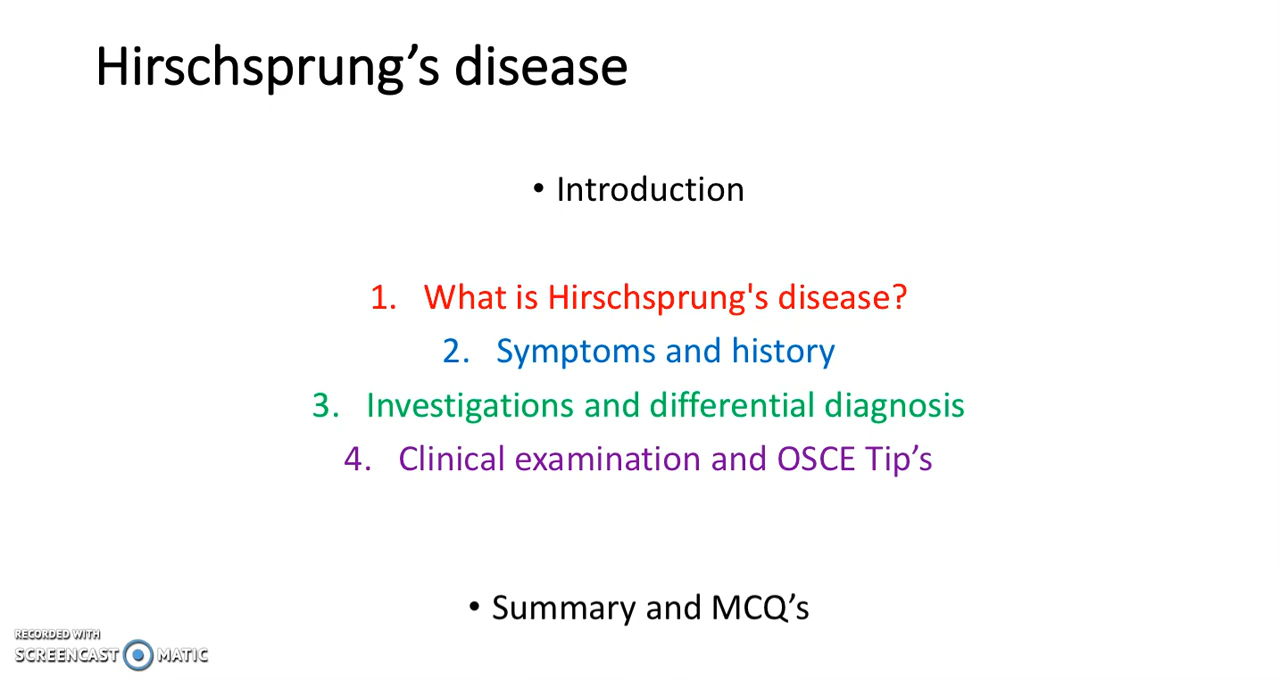 Hirschsprung’s disease
• Introduction
1. What is Hirschsprung's disease?
2. Symptoms and history
3. Investigations and differential diagnosis
4. Clinical examination and OSCE Tip’s
• Summary and MCQ’s
RECORDED WITH
SCREENCAST MATIC